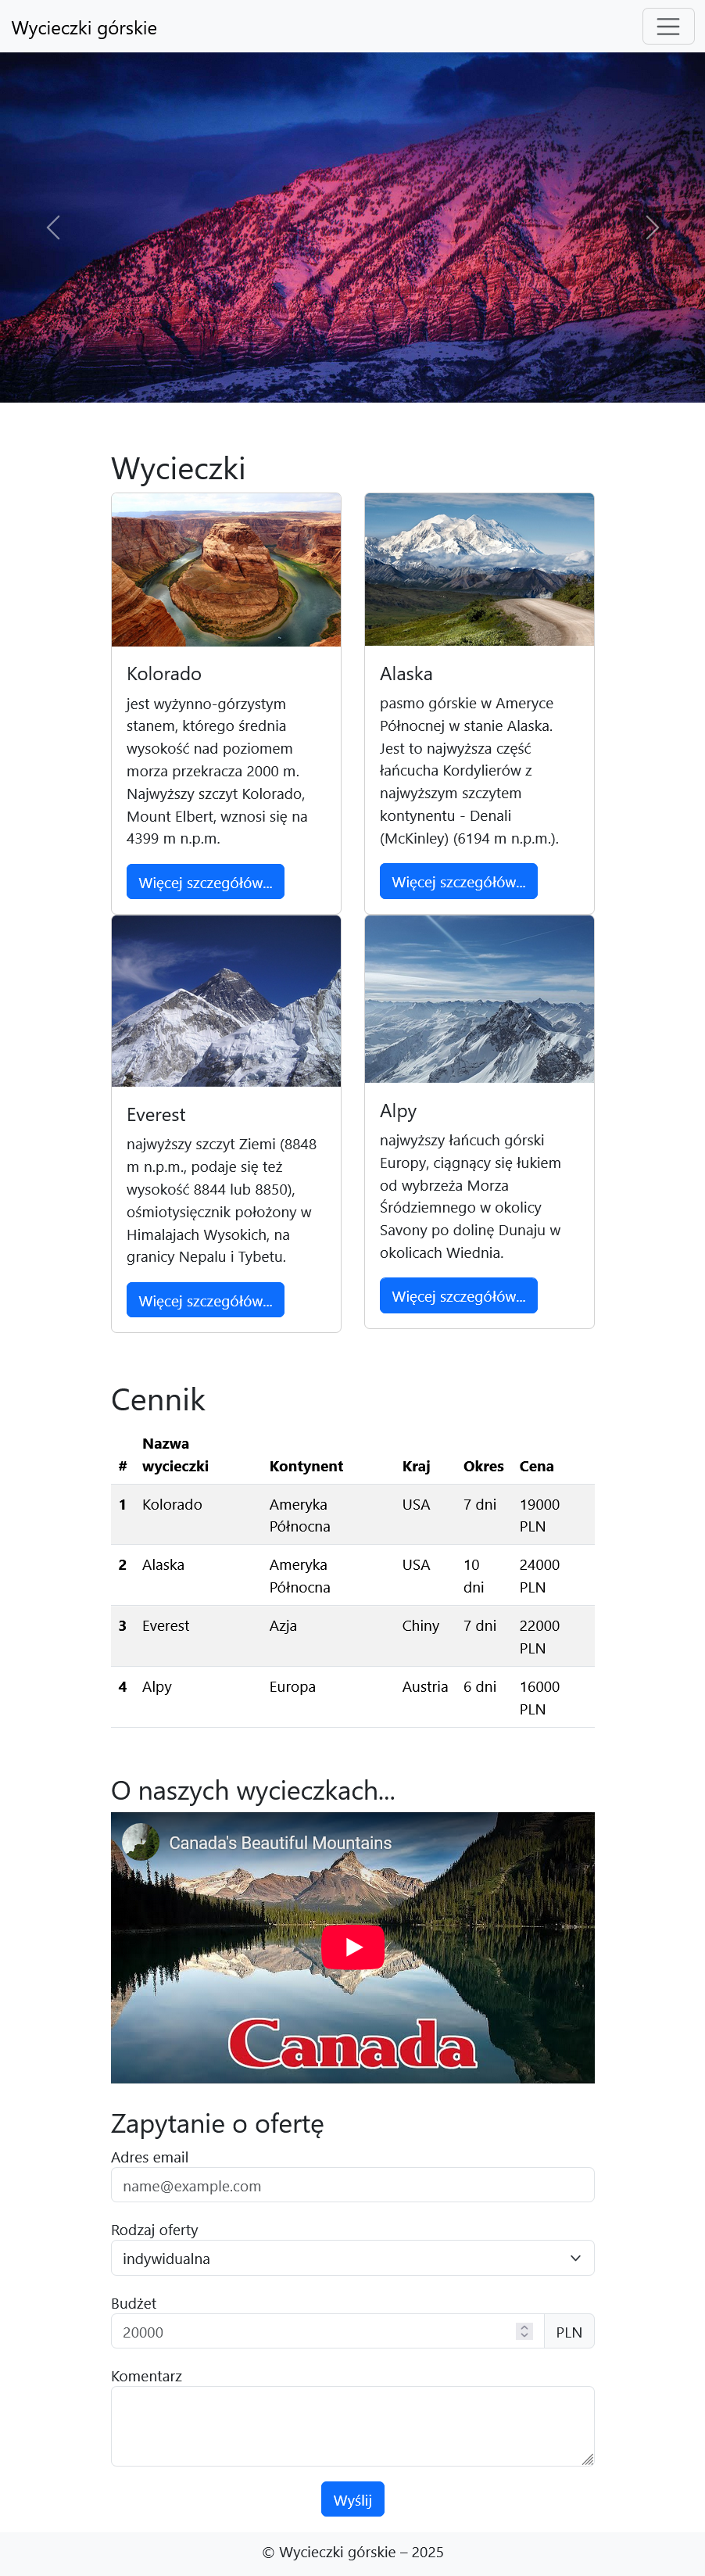 Wycieczki górskie
Wycieczki
Kolorado
jest wyżynno-górzystym
stanem, którego średnia
wysokość nad poziomem
morza przekracza 2000 m.
Najwyższy szczyt Kolorado,
Mount Elbert, wznosi się na
4399 m n.p.m.
Więcej szczegółów...
Alaska
pasmo górskie w Ameryce
Północnej w stanie Alaska.
Jest to najwyższa część
łańcucha Kordylierów z
najwyższym szczytem
kontynentu - Denali
(McKinley) (6194 m n.p.m.).
Więcej szczegółów...
Everest
najwyższy szczyt Ziemi (8848
m n.p.m., podaje się też
wysokość 8844 lub 8850),
ośmiotysięcznik położony w
Himalajach Wysokich, na
granicy Nepalu i Tybetu.
Więcej szczegółów...
Alpy
najwyższy łańcuch górski
Europy, ciągnący się łukiem
od wybrzeża Morza
Śródziemnego w okolicy
Savony po dolinę Dunaju w
okolicach Wiednia.
Więcej szczegółów...
Cennik
# Nazwa wycieczki Kontynent Kraj Okres Cena
1 Kolorado Ameryka Północna USA 7 dni 19000 PLN
2 Alaska Ameryka Północna USA 10 dni 24000 PLN
3 Everest Azja Chiny 7 dni 22000 PLN
4 Alpy Europa Austria 6 dni 16000 PLN
O naszych wycieczkach...
Canada's Beautiful Mountains
Canada
Zapytanie o ofertę
Adres email
name@example.com
Rodzaj oferty
indywidualna
Budżet
20000 PLN
Komentarz
Wyślij
© Wycieczki górskie – 2025